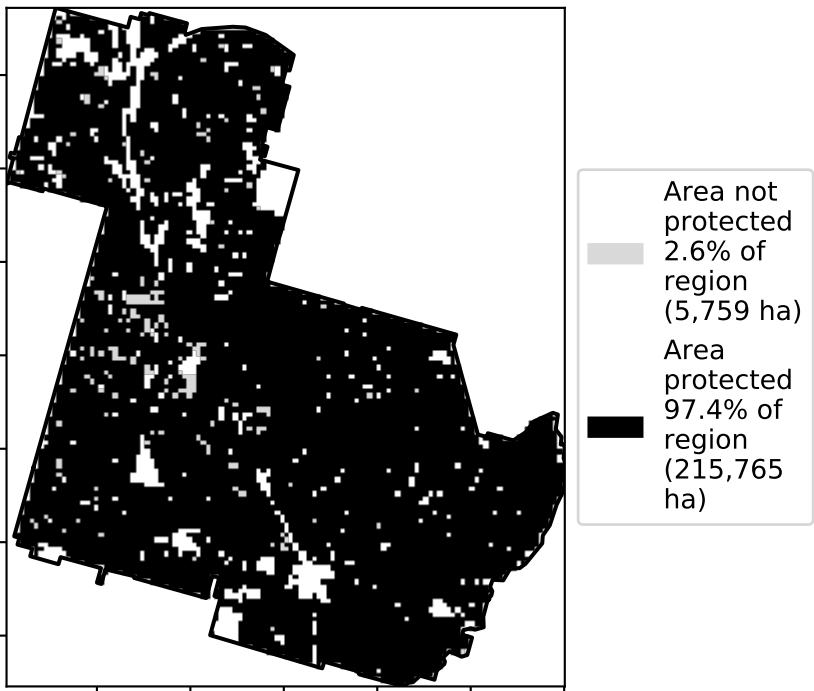 Area not
protected
2.6% of
region
(5,759 ha)
Area
protected
97.4% of
region
(215,765
ha)